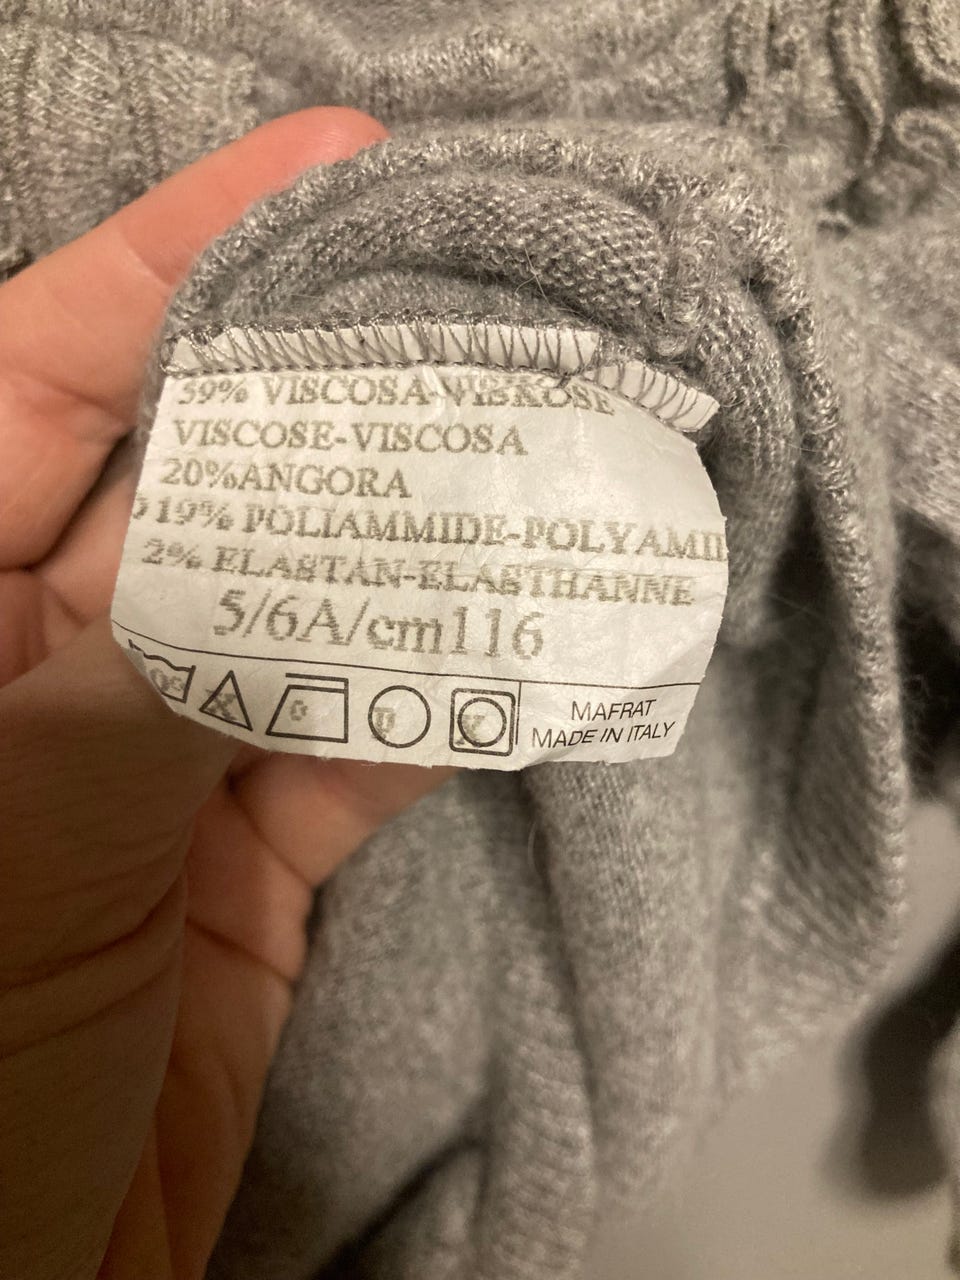 59% VISCOSA-VISKOSE
VISCOSE-VISCOSA
20%ANGORA
19% POLIAMMIDE-POLYAMI
2% ELASTAN-ELASTHANNE
5/6A/cm116
MAFRAT
MADE IN ITALY